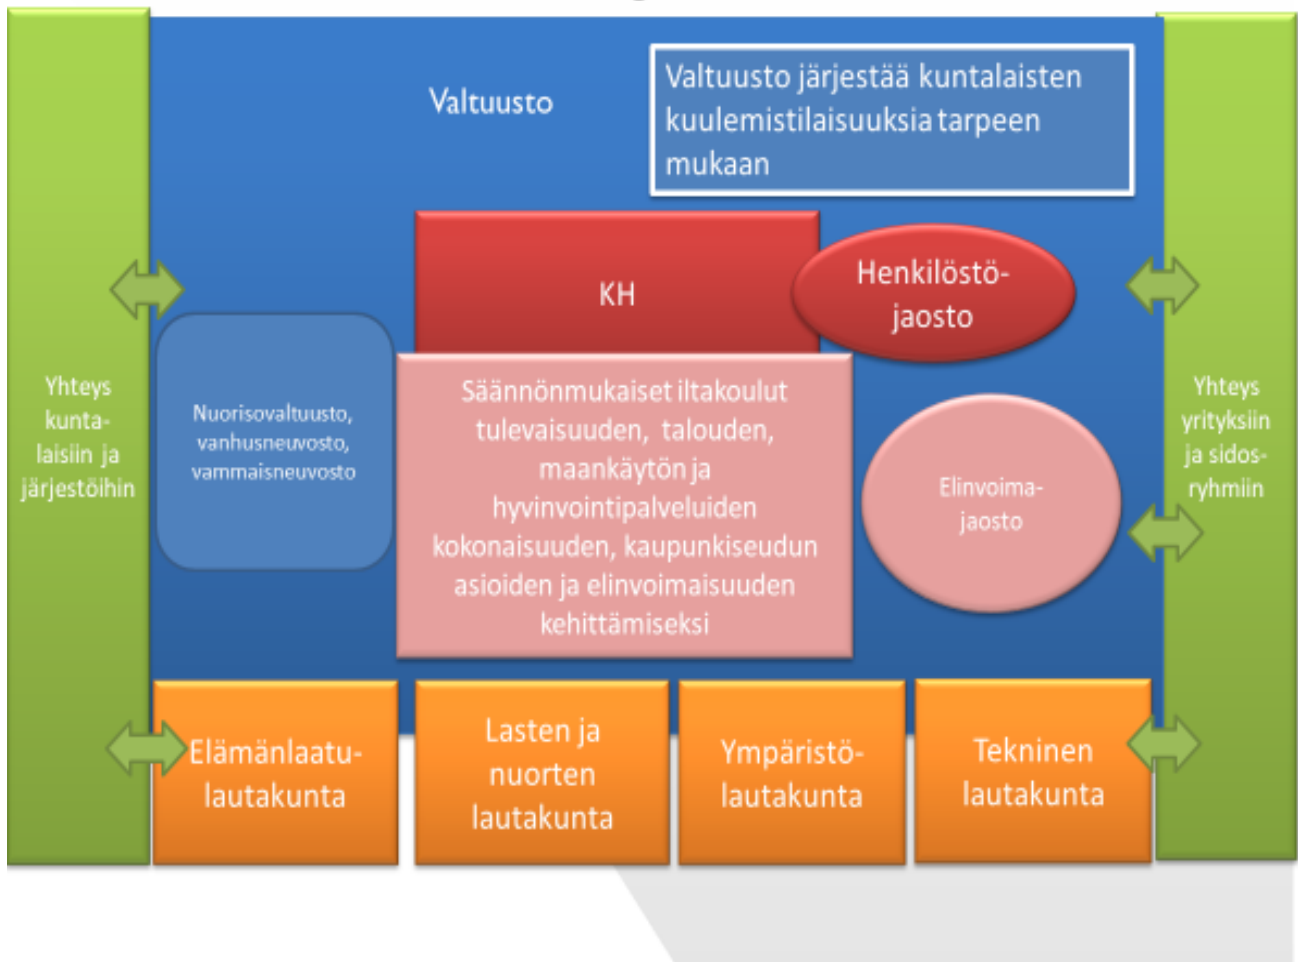 Valtuusto
Valtuusto järjestää kuntalaisten
kuulemistilaisuuksia tarpeen
mukaan
KH
Henkilöstö-
jaosto
Yhteys
kunta-
laisiin ja
järjestöihin
Nuorisovaltuusto,
vanhusneuvosto,
vammaisneuvosto
Säännönmukaiset iltakoulut
tulevaisuuden, talouden,
maankäytön ja
hyvinvointipalveluiden
kokonaisuuden, kaupunkiseudun
asioiden ja elinvoimaisuuden
kehittämiseksi
Elinvoima-
jaosto
Yhteys
yrityksiin
ja sidos-
ryhmiin
Elämänlaatu-
lautakunta
Lasten ja
nuorten
lautakunta
Ympäristö-
lautakunta
Tekninen
lautakunta